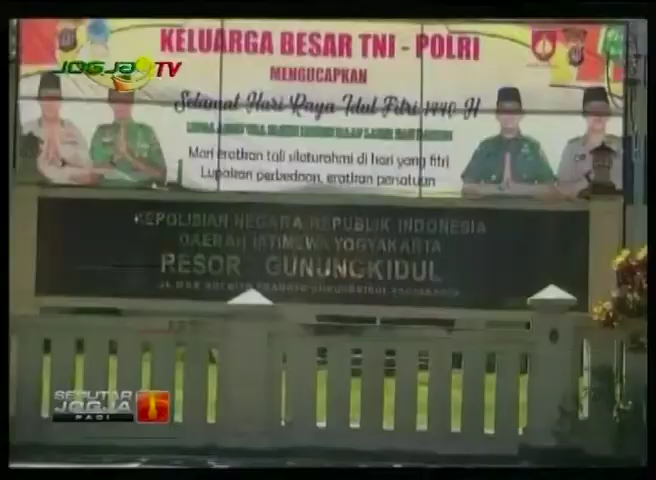 KELUARGA BESAR TNI - POLRI
JOGJA TV
MENGUCAPKAN
Selamat Hari Raya Idul Fitri 1440 H
Mari eratkan tali silaturahmi di hari yang fitri
Lupakan perbedaan, eratkan persatuan
KEPOLISIAN NEGARA REPUBLIK INDONESIA
DAERAH ISTIMEWA YOGYAKARTA
RESOR GUNUNGKIDUL
SEPUTAR
JOGJA
PAGI